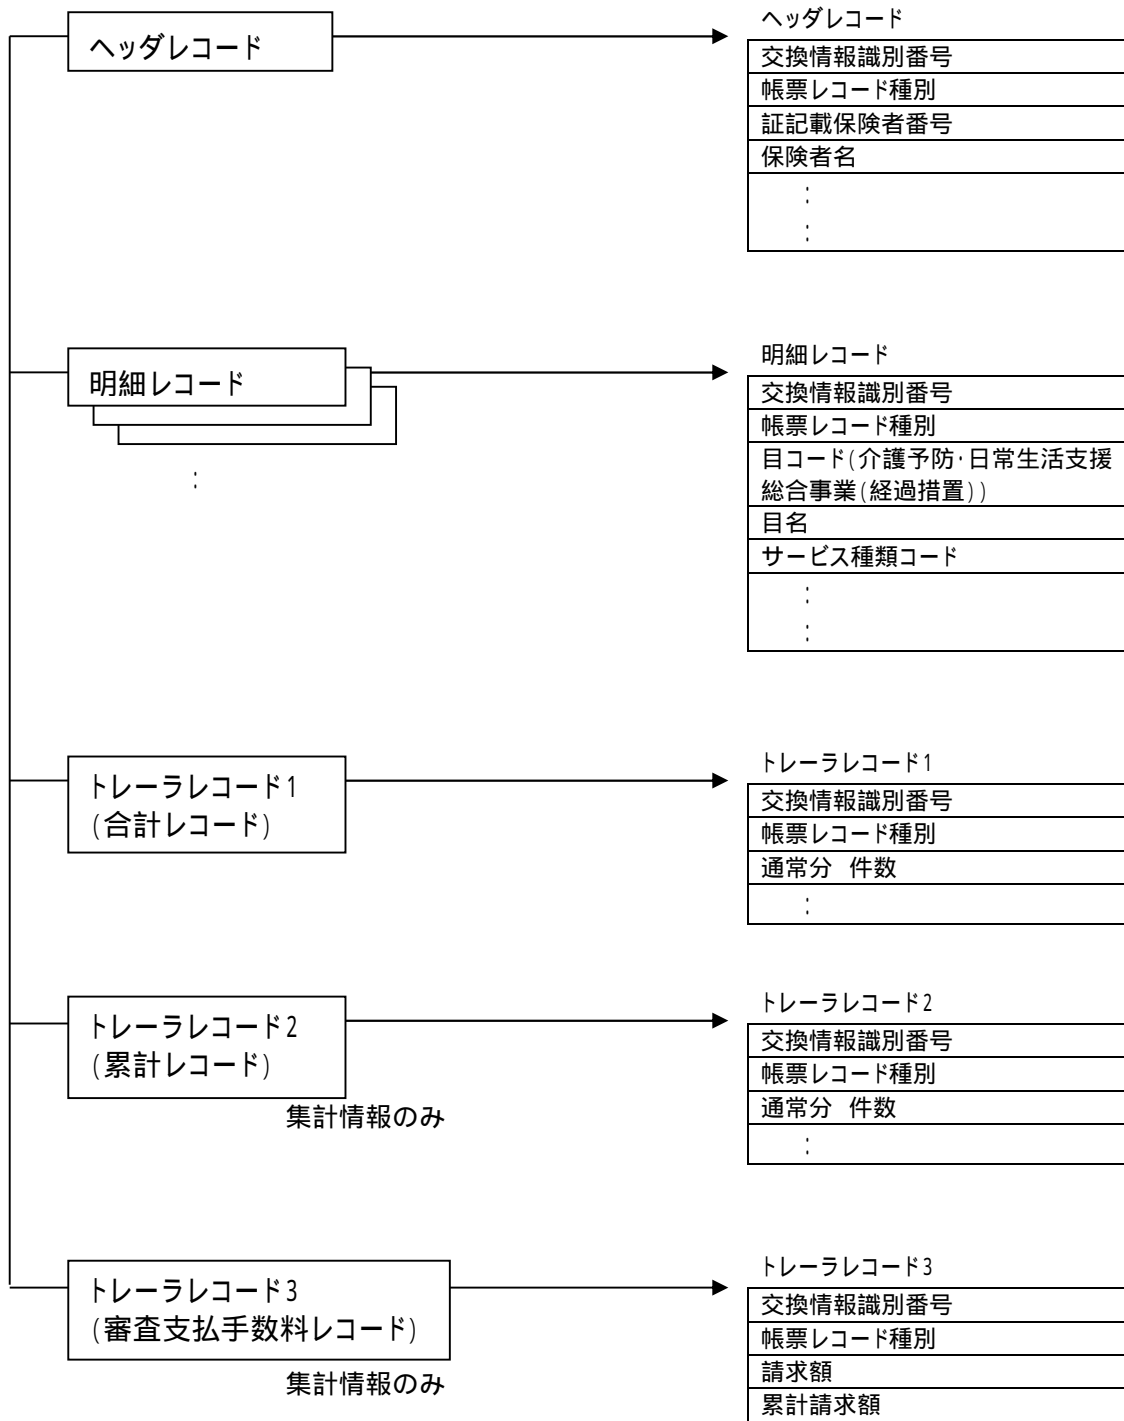 ヘッダレコード
ヘッダレコード
交換情報識別番号
帳票レコード種別
証記載保険者番号
保険者名
:
:
明細レコード
:
明細レコード
交換情報識別番号
帳票レコード種別
目コード(介護予防・日常生活支援
総合事業(経過措置))
目名
サービス種類コード
:
:
トレーラレコード1
(合計レコード)
トレーラレコード1
交換情報識別番号
帳票レコード種別
通常分 件数
:
トレーラレコード2
(累計レコード)
集計情報のみ
トレーラレコード2
交換情報識別番号
帳票レコード種別
通常分 件数
:
トレーラレコード3
(審査支払手数料レコード)
集計情報のみ
トレーラレコード3
交換情報識別番号
帳票レコード種別
請求額
累計請求額